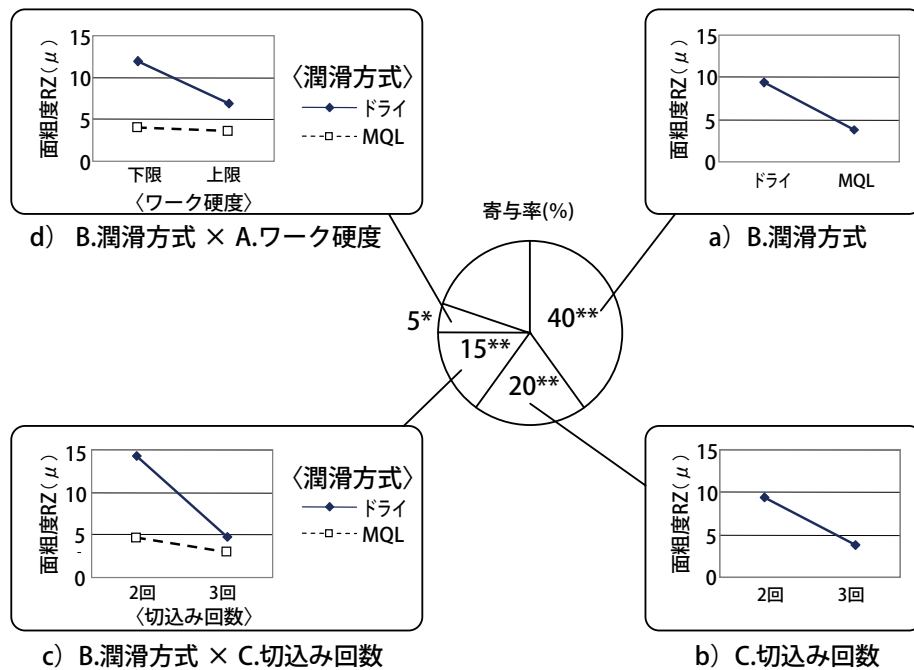 面粗度RZ(μ)
15
10
5
0
下限 上限
〈ワーク硬度〉
〈潤滑方式〉
ドライ
MQL
d) B.潤滑方式 × A.ワーク硬度
面粗度RZ(μ)
15
10
5
0
ドライ MQL
a) B.潤滑方式
寄与率(%)
40**
20**
15**
5*
面粗度RZ(μ)
15
10
5
0
2回 3回
〈切込み回数〉
〈潤滑方式〉
ドライ
MQL
c) B.潤滑方式 × C.切込み回数
面粗度RZ(μ)
15
10
5
0
2回 3回
b) C.切込み回数